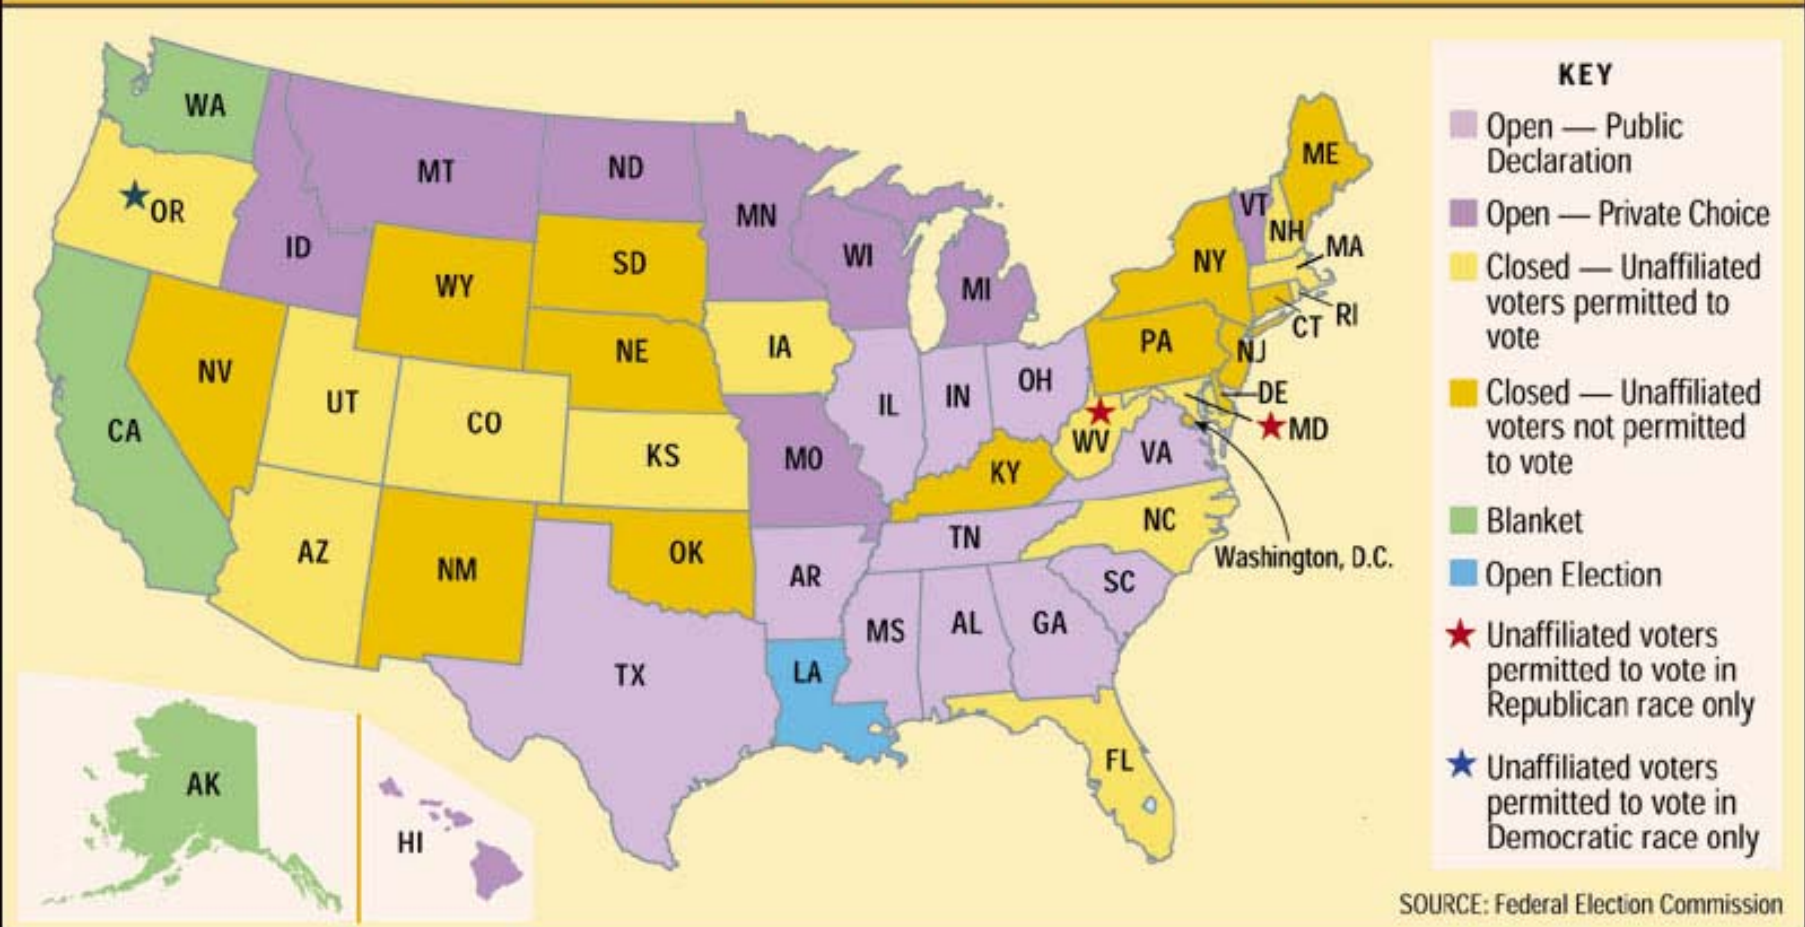 WA
MT
ND
OR
ID
MN
WI
MI
ME
VT
NH
MA
NY
WY
SD
RI
CT
PA
NJ
IA
NE
NV
UT
CO
IL
IN
OH
DE
MD
CA
KS
MO
WV
VA
KY
AZ
NM
OK
AR
TN
NC
Washington, D.C.
SC
MS
AL
GA
TX
LA
FL
AK
HI
KEY
Open — Public
Declaration
Open — Private Choice
Closed — Unaffiliated
voters permitted to
vote
Closed — Unaffiliated
voters not permitted
to vote
Blanket
Open Election
Unaffiliated voters
permitted to vote in
Republican race only
Unaffiliated voters
permitted to vote in
Democratic race only
SOURCE: Federal Election Commission